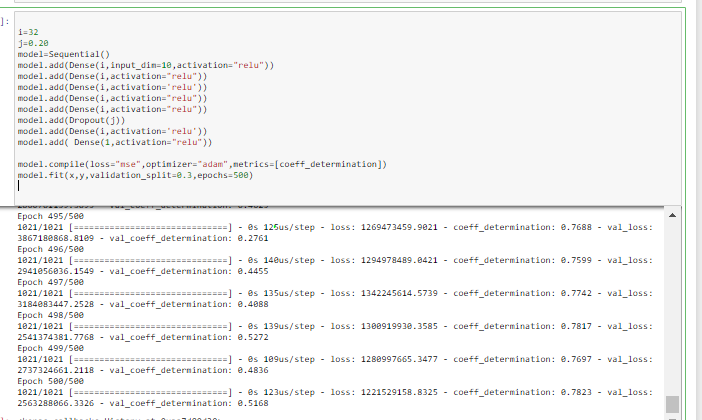 ]:
i=32
j=0.20
model=Sequential()
model.add(Dense(i,input_dim=10,activation="relu"))
model.add(Dense(i,activation="relu"))
model.add(Dense(i,activation='relu'))
model.add(Dense(i,activation="relu"))
model.add(Dense(i,activation="relu"))
model.add(Dropout(j))
model.add(Dense(i,activation='relu'))
model.add( Dense(1,activation="relu"))
model.compile(loss="mse",optimizer="adam",metrics=[coeff_determination])
model.fit(x,y,validation_split=0.3,epochs=500)
Epoch 495/500
1021/1021 [==============================] - 0s 125us/step - loss: 1269473459.9021 - coeff_determination: 0.7688 - val_loss:
3867180868.8109 - val_coeff_determination: 0.2761
Epoch 496/500
1021/1021 [==============================] - 0s 140us/step - loss: 1294978489.0421 - coeff_determination: 0.7599 - val_loss:
2941056036.1549 - val_coeff_determination: 0.4455
Epoch 497/500
1021/1021 [==============================] - 0s 135us/step - loss: 1342245614.5739 - coeff_determination: 0.7742 - val_loss:
3184083447.2528 - val_coeff_determination: 0.4088
Epoch 498/500
1021/1021 [==============================] - 0s 139us/step - loss: 1300919930.3585 - coeff_determination: 0.7817 - val_loss:
2541374381.7768 - val_coeff_determination: 0.5272
Epoch 499/500
1021/1021 [==============================] - 0s 109us/step - loss: 1280997665.3477 - coeff_determination: 0.7697 - val_loss:
2737324661.2118 - val_coeff_determination: 0.4836
Epoch 500/500
1021/1021 [==============================] - 0s 123us/step - loss: 1221529158.8325 - coeff_determination: 0.7823 - val_loss:
2563288066.3326 - val_coeff_determination: 0.5168